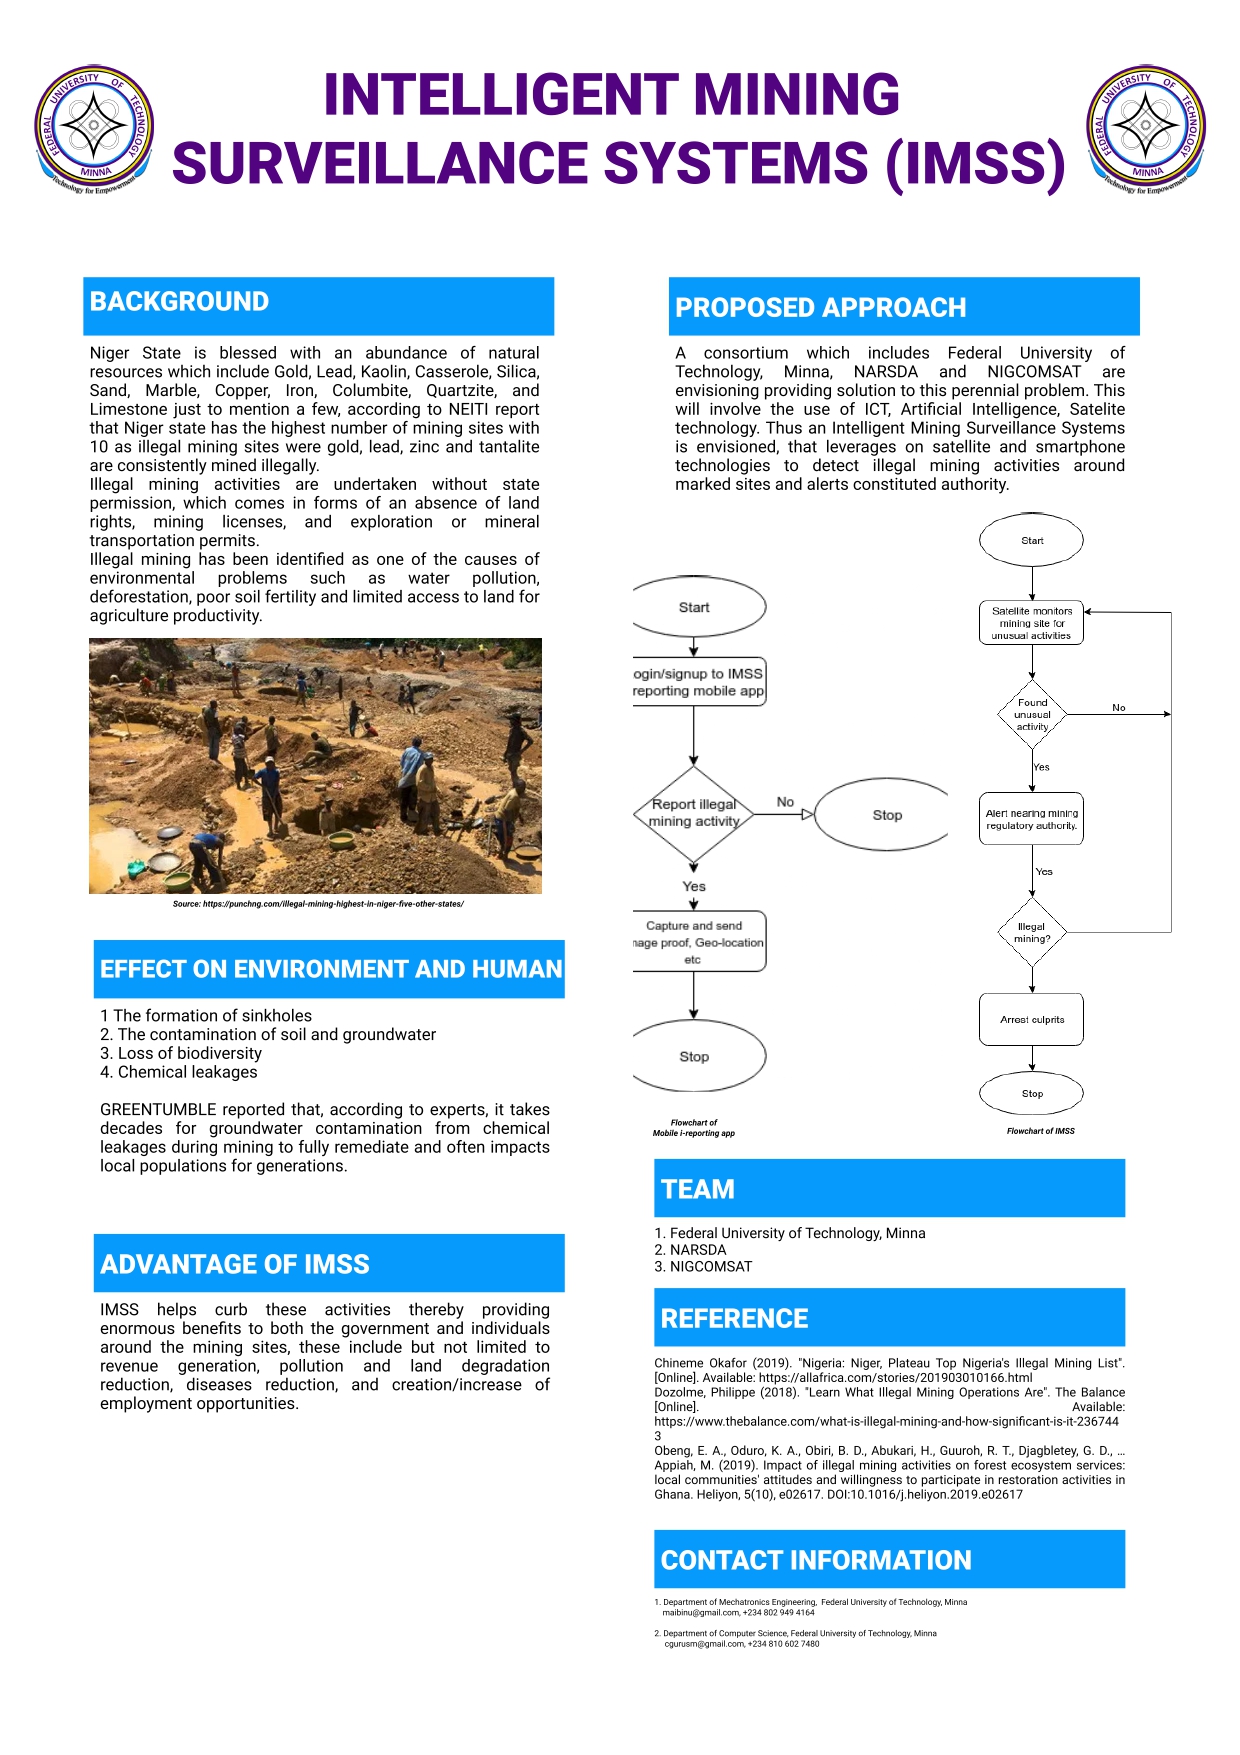 INTELLIGENT MINING
SURVEILLANCE SYSTEMS (IMSS)
FEDERAL UNIVERSITY OF TECHNOLOGY
MINNA
Technology for Empowerment
FEDERAL UNIVERSITY OF TECHNOLOGY
MINNA
Technology for Empowerment
BACKGROUND
Niger State is blessed with an abundance of natural
resources which include Gold, Lead, Kaolin, Casserole, Silica,
Sand, Marble, Copper, Iron, Columbite, Quartzite, and
Limestone just to mention a few, according to NEITI report
that Niger state has the highest number of mining sites with
10 as illegal mining sites were gold, lead, zinc and tantalite
are consistently mined illegally.
Illegal mining activities are undertaken without state
permission, which comes in forms of an absence of land
rights, mining licenses, and exploration or mineral
transportation permits.
Illegal mining has been identified as one of the causes of
environmental problems such as water pollution,
deforestation, poor soil fertility and limited access to land for
agriculture productivity.
Source: https://punchng.com/illegal-mining-highest-in-niger-five-other-states/
EFFECT ON ENVIRONMENT AND HUMAN
1 The formation of sinkholes
2. The contamination of soil and groundwater
3. Loss of biodiversity
4. Chemical leakages
GREENTUMBLE reported that, according to experts, it takes
decades for groundwater contamination from chemical
leakages during mining to fully remediate and often impacts
local populations for generations.
ADVANTAGE OF IMSS
IMSS helps curb these activities thereby providing
enormous benefits to both the government and individuals
around the mining sites, these include but not limited to
revenue generation, pollution and land degradation
reduction, diseases reduction, and creation/increase of
employment opportunities.
PROPOSED APPROACH
A consortium which includes Federal University of
Technology, Minna, NARSDA and NIGCOMSAT are
envisioning providing solution to this perennial problem. This
will involve the use of ICT, Artificial Intelligence, Satelite
technology. Thus an Intelligent Mining Surveillance Systems
is envisioned, that leverages on satellite and smartphone
technologies to detect illegal mining activities around
marked sites and alerts constituted authority.
Start
ogin/signup to IMSS
reporting mobile app
Report illegal
mining activity
No
Stop
Yes
Capture and send
nage proof, Geo-location
etc
Stop
Flowchart of
Mobile i-reporting app
Start
Satellite monitors
mining site for
unusual activities
Found
unusual
activity
No
Yes
Alert nearing mining
regulatory authority.
Yes
Illegal
mining?
Arrest culprits
Stop
Flowchart of IMSS
TEAM
1. Federal University of Technology, Minna
2. NARSDA
3. NIGCOMSAT
REFERENCE
Chineme Okafor (2019). "Nigeria: Niger, Plateau Top Nigeria's Illegal Mining List".
[Online]. Available: https://allafrica.com/stories/201903010166.html
Dozolme, Philippe (2018). "Learn What Illegal Mining Operations Are". The Balance
[Online]. Available:
https://www.thebalance.com/what-is-illegal-mining-and-how-significant-is-it-236744
3
Obeng, E. A., Oduro, K. A., Obiri, B. D., Abukari, H., Guuroh, R. T., Djagbletey, G. D., …
Appiah, M. (2019). Impact of illegal mining activities on forest ecosystem services:
local communities' attitudes and willingness to participate in restoration activities in
Ghana. Heliyon, 5(10), e02617. DOI:10.1016/j.heliyon.2019.e02617
CONTACT INFORMATION
1. Department of Mechatronics Engineering, Federal University of Technology, Minna
maibinu@gmail.com, +234 802 949 4164
2. Department of Computer Science, Federal University of Technology, Minna
cgurusm@gmail.com, +234 810 602 7480